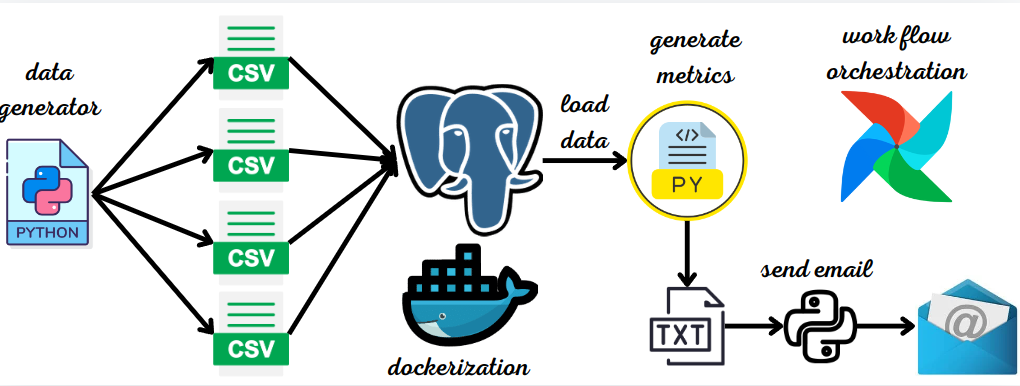 data
generator
PYTHON
CSV
CSV
CSV
CSV
dockerization
load
data
generate
metrics
</>
PY
work flow
orchestration
TXT
send email
@